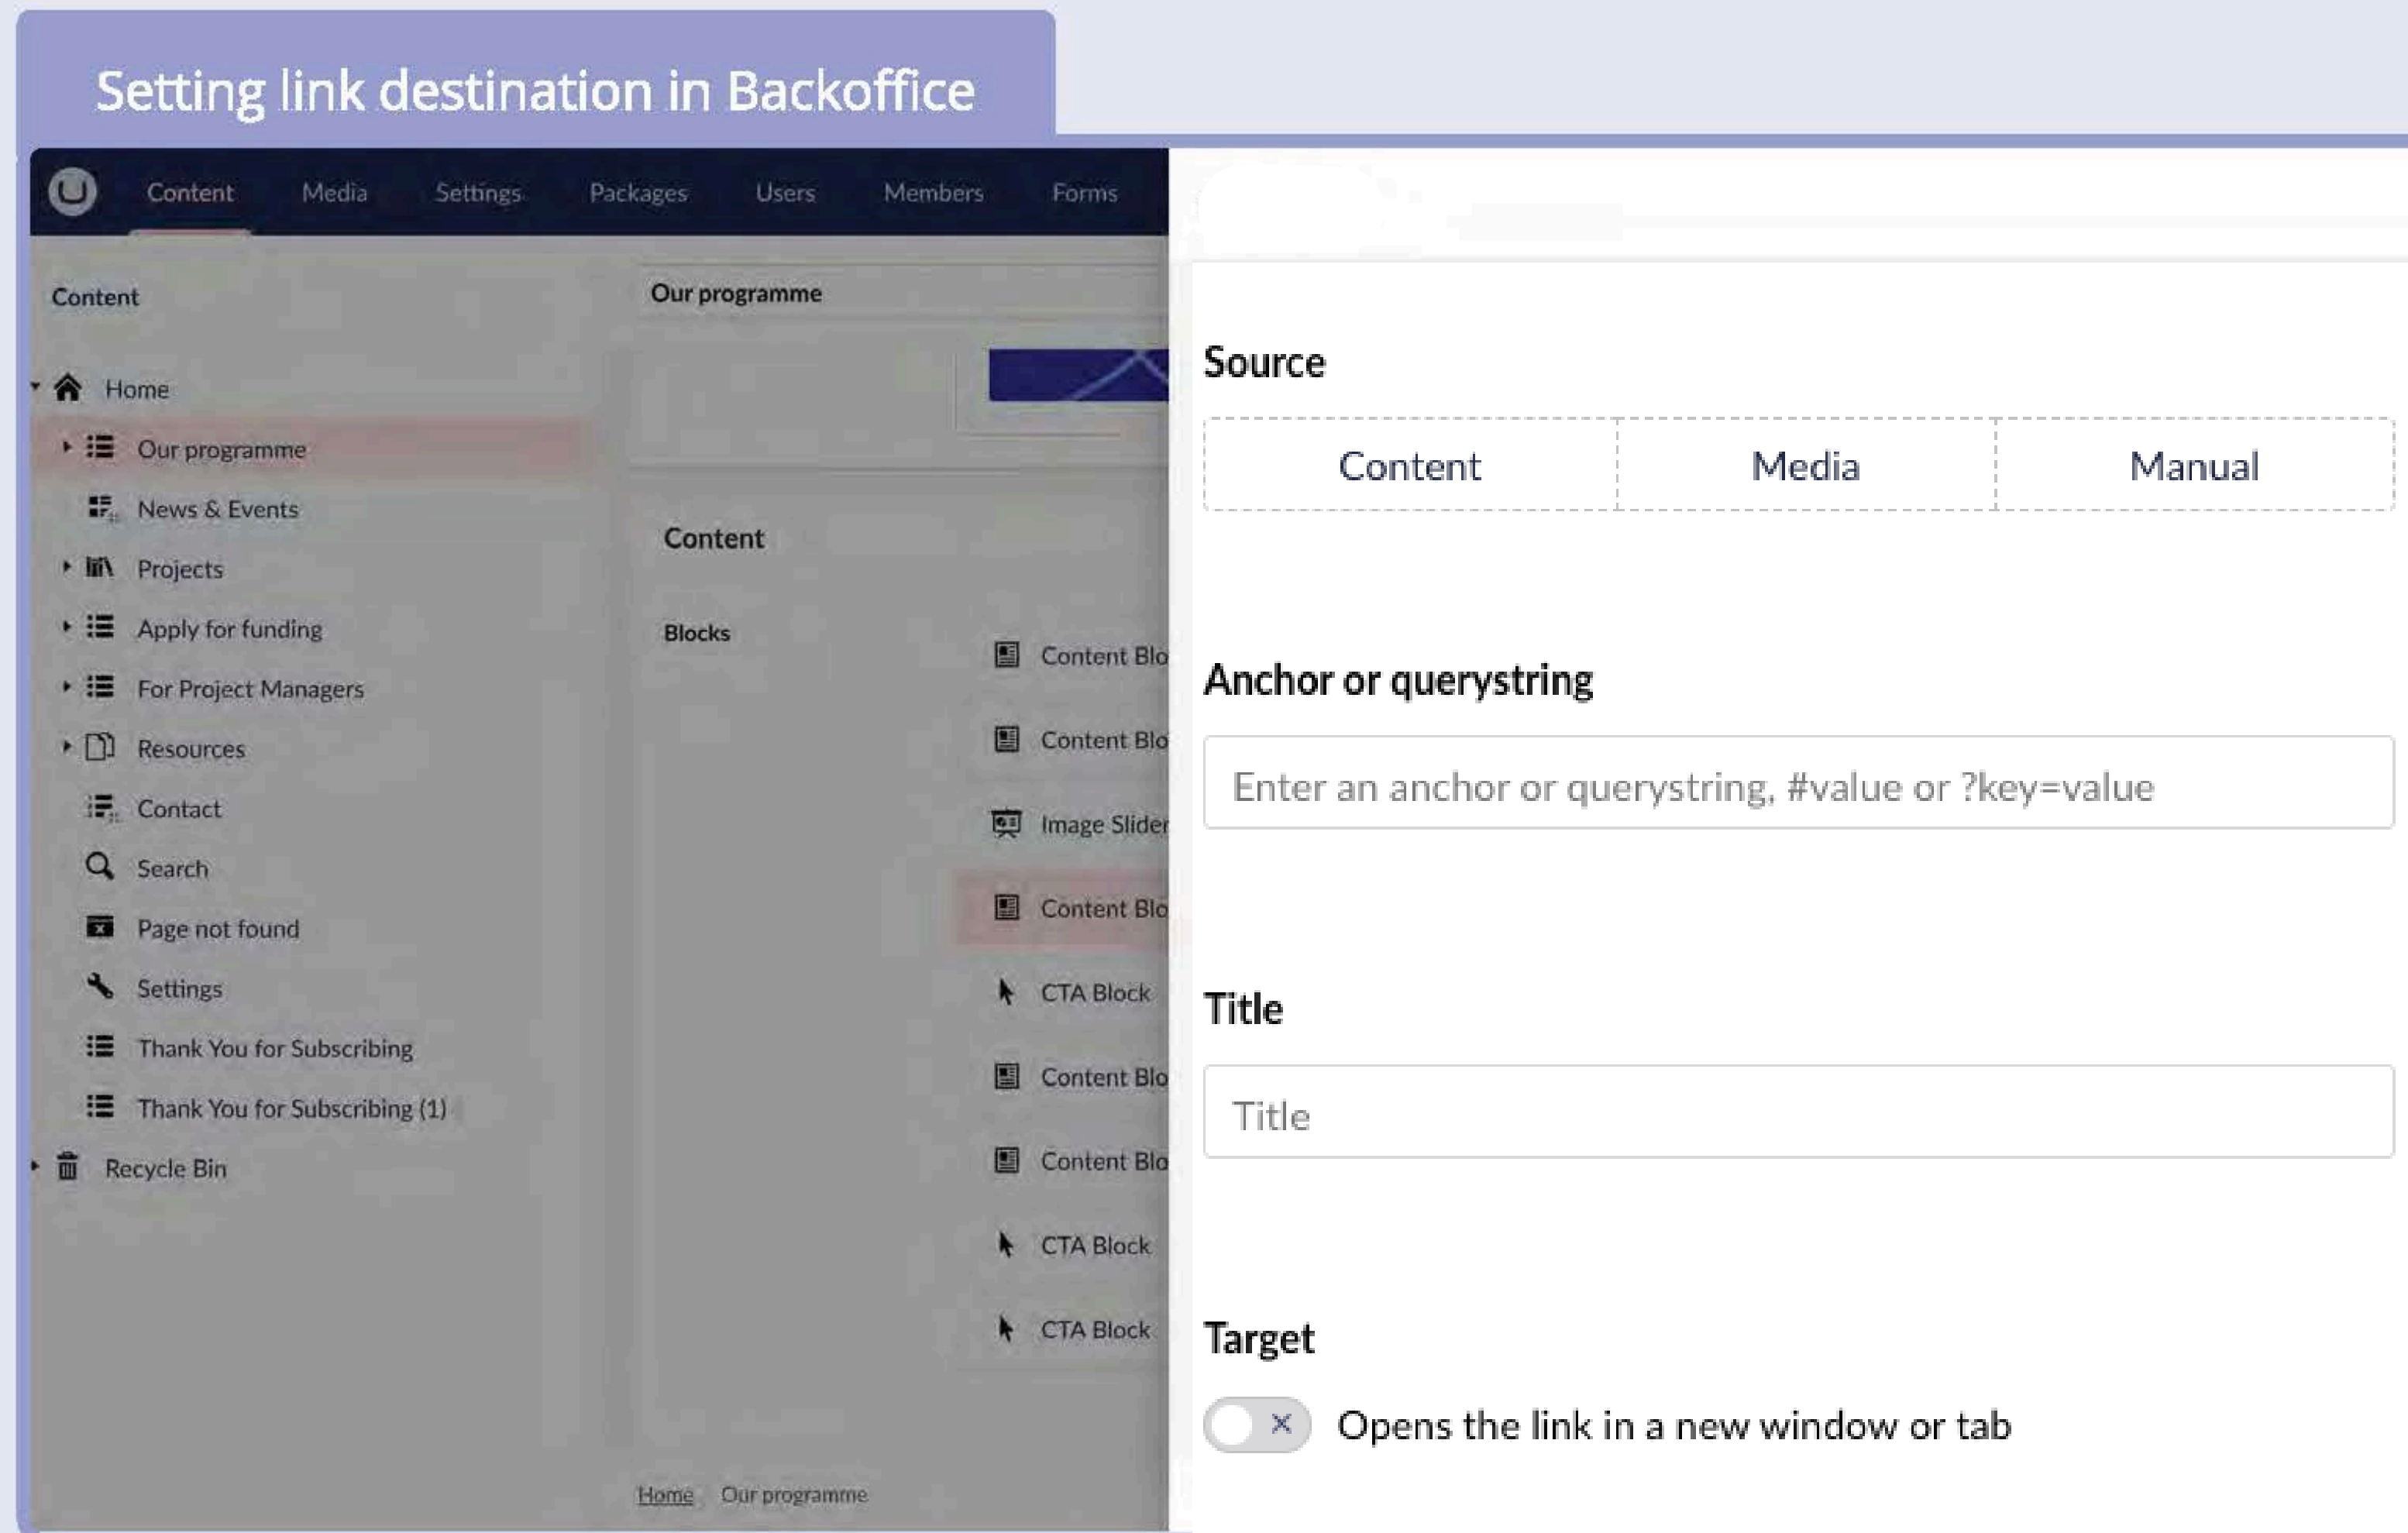 Setting link destination in Backoffice
Content Media Settings Packages Users Members Forms
Content
Home
Our programme
News & Events
Projects
Apply for funding
For Project Managers
Resources
Contact
Search
Page not found
Settings
Thank You for Subscribing
Thank You for Subscribing (1)
Recycle Bin
Our programme
Content
Blocks
Content Blo
Content Blo
Image Slider
Content Blo
CTA Block
Content Blo
Content Blo
CTA Block
CTA Block
Home Our programme
Source
Content Media Manual
Anchor or querystring
Enter an anchor or querystring, #value or ?key=value
Title
Title
Target
Opens the link in a new window or tab